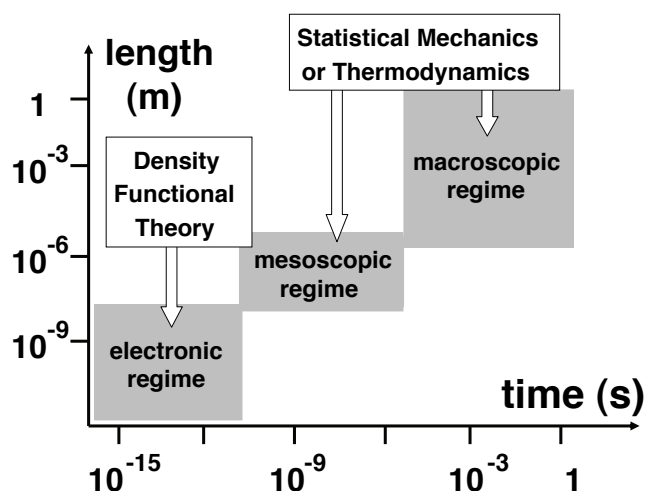 length
(m)
Statistical Mechanics
or Thermodynamics
1
10^-3
10^-6
10^-9
Density
Functional
Theory
macroscopic
regime
mesoscopic
regime
electronic
regime
time (s)
10^-15
10^-9
10^-3
1